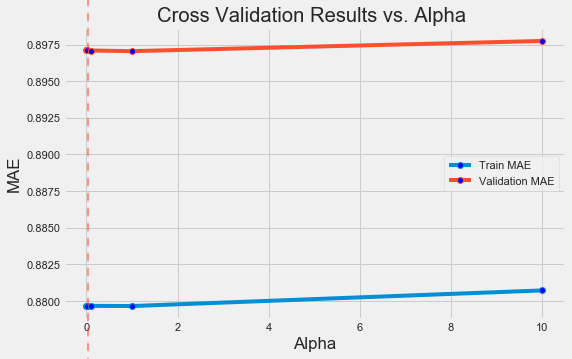 Cross Validation Results vs. Alpha
0.8975
0.8950
0.8925
0.8900
0.8875
0.8850
0.8825
0.8800
MAE
Train MAE
Validation MAE
0 2 4 6 8 10
Alpha